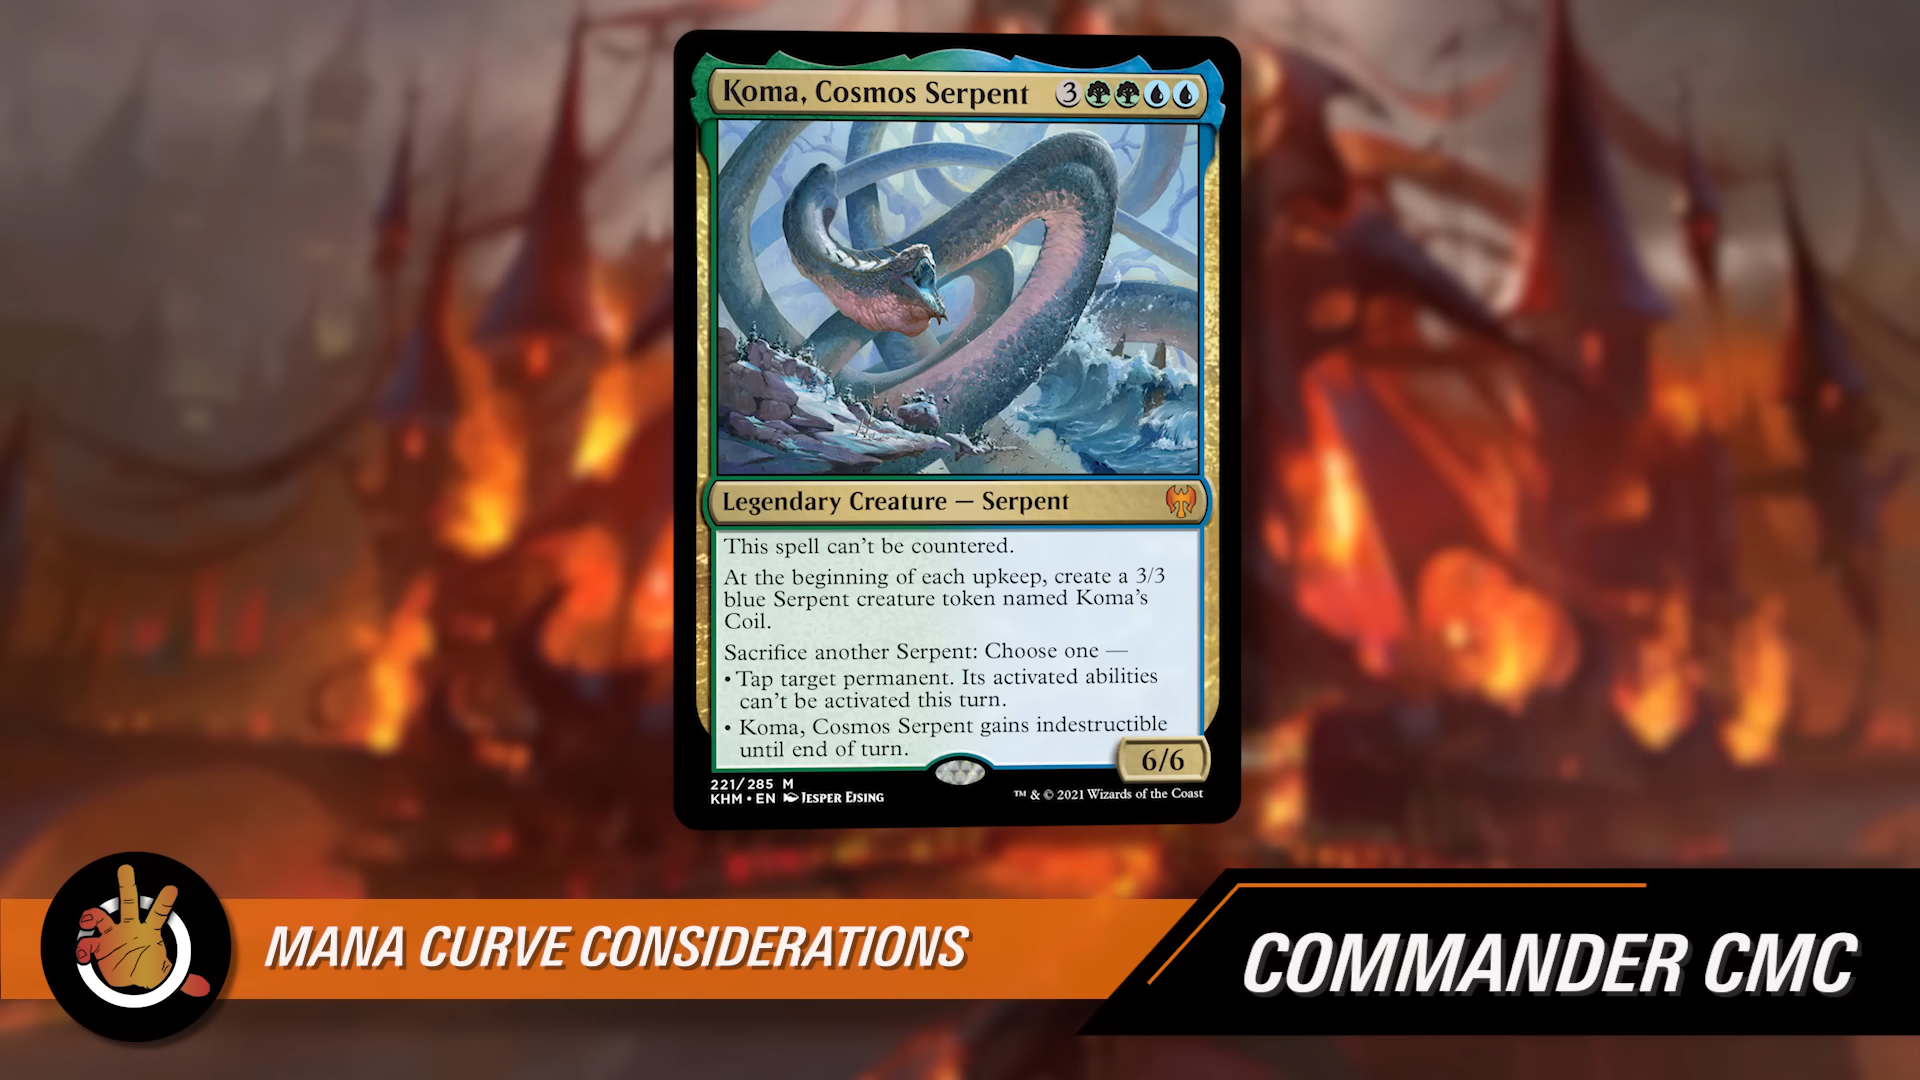 Koma, Cosmos Serpent 3
Legendary Creature — Serpent
This spell can't be countered.
At the beginning of each upkeep, create a 3/3
blue Serpent creature token named Koma's
Coil.
Sacrifice another Serpent: Choose one —
• Tap target permanent. Its activated abilities
can't be activated this turn.
• Koma, Cosmos Serpent gains indestructible
until end of turn.
6/6
221/285 M
KHM • EN JESPER EJSING
™ & © 2021 Wizards of the Coast
MANA CURVE CONSIDERATIONS
COMMANDER CMC